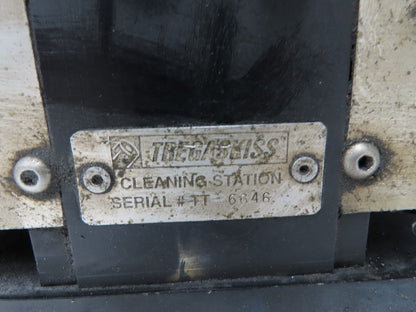 TREGASKISS
CLEANING STATION
SERIAL # TT 6646